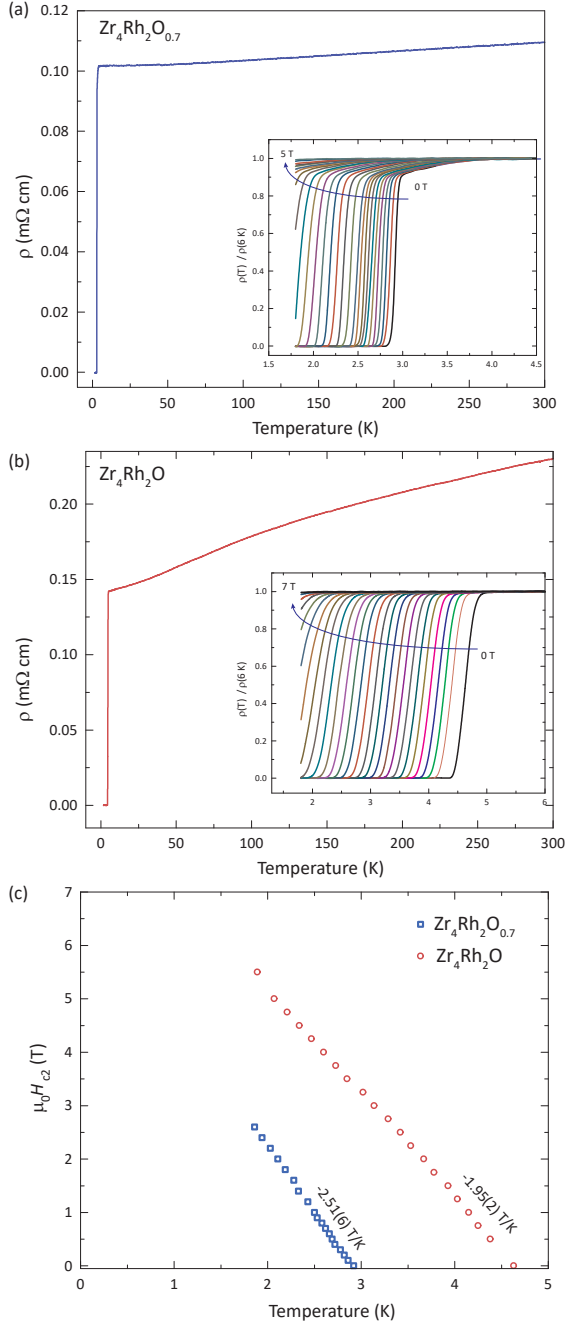 (a)
Zr4Rh2O0.7
0.12
0.10
0.08
0.06
0.04
0.02
0.00
ρ (mΩ cm)
0 50 100 150 200 250 300
Temperature (K)
5 T
0 T
1.0
0.8
0.6
0.4
0.2
0.0
ρ(T) / ρ(6 K)
1.5 2.0 2.5 3.0 3.5 4.0 4.5
(b)
Zr4Rh2O
0.20
0.15
0.10
0.05
0.00
ρ (mΩ cm)
0 50 100 150 200 250 300
Temperature (K)
7 T
0 T
1.0
0.8
0.6
0.4
0.2
0.0
ρ(T) / ρ(6 K)
2 3 4 5 6
(c)
7
6
5
4
3
2
1
0
μ0Hc2 (T)
Zr4Rh2O0.7
Zr4Rh2O
-2.51(6) T/K
-1.95(2) T/K
0 1 2 3 4 5
Temperature (K)